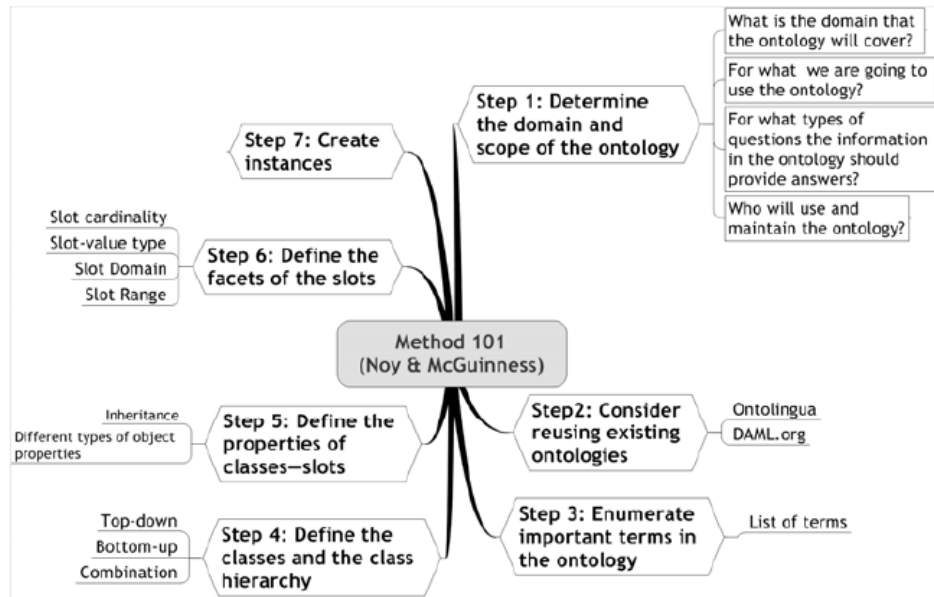 Method 101
(Noy & McGuinness)
Step 1: Determine
the domain and
scope of the ontology
What is the domain that
the ontology will cover?
For what we are going to
use the ontology?
For what types of
questions the information
in the ontology should
provide answers?
Who will use and
maintain the ontology?
Step2: Consider
reusing existing
ontologies
Ontolingua
DAML.org
Step 3: Enumerate
important terms in
the ontology
List of terms
Step 4: Define the
classes and the class
hierarchy
Top-down
Bottom-up
Combination
Step 5: Define the
properties of
classes—slots
Inheritance
Different types of object
properties
Step 6: Define the
facets of the slots
Slot cardinality
Slot-value type
Slot Domain
Slot Range
Step 7: Create
instances